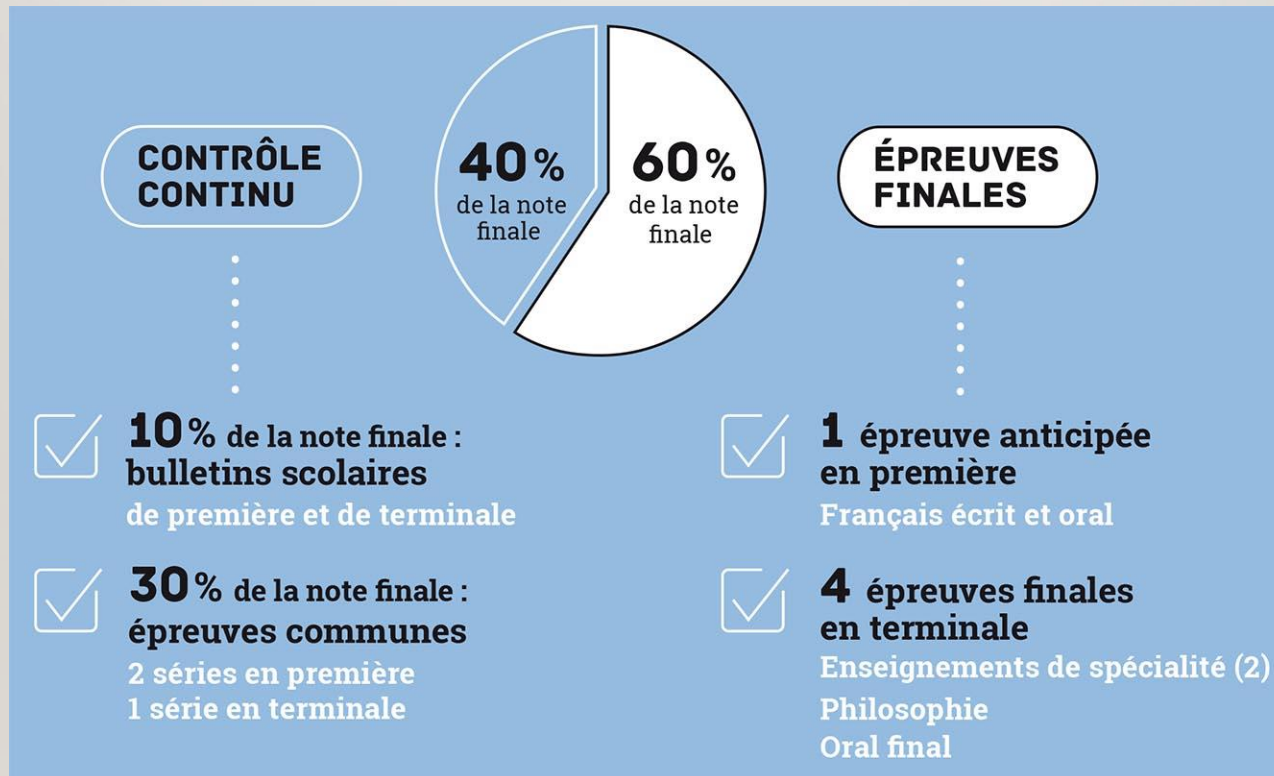 CONTRÔLE
CONTINU
40%
de la note
finale
60%
de la note
finale
ÉPREUVES
FINALES
10% de la note finale :
bulletins scolaires
de première et de terminale
30% de la note finale :
épreuves communes
2 séries en première
1 série en terminale
1 épreuve anticipée
en première
Français écrit et oral
4 épreuves finales
en terminale
Enseignements de spécialité (2)
Philosophie
Oral final